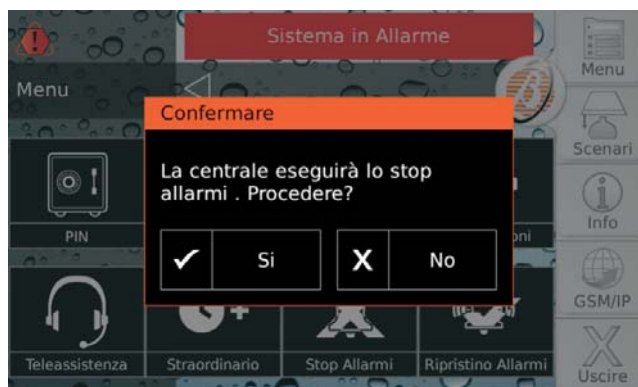 Sistema in Allarme
Menu
Menu
Confermare
Scenari
La centrale eseguirà lo stop
allarmi . Procedere?
Info
PIN
oni
Si
X No
GSM/IP
Teleassistenza
Straordinario
Stop Allarmi
Ripristino Allarmi
Uscire